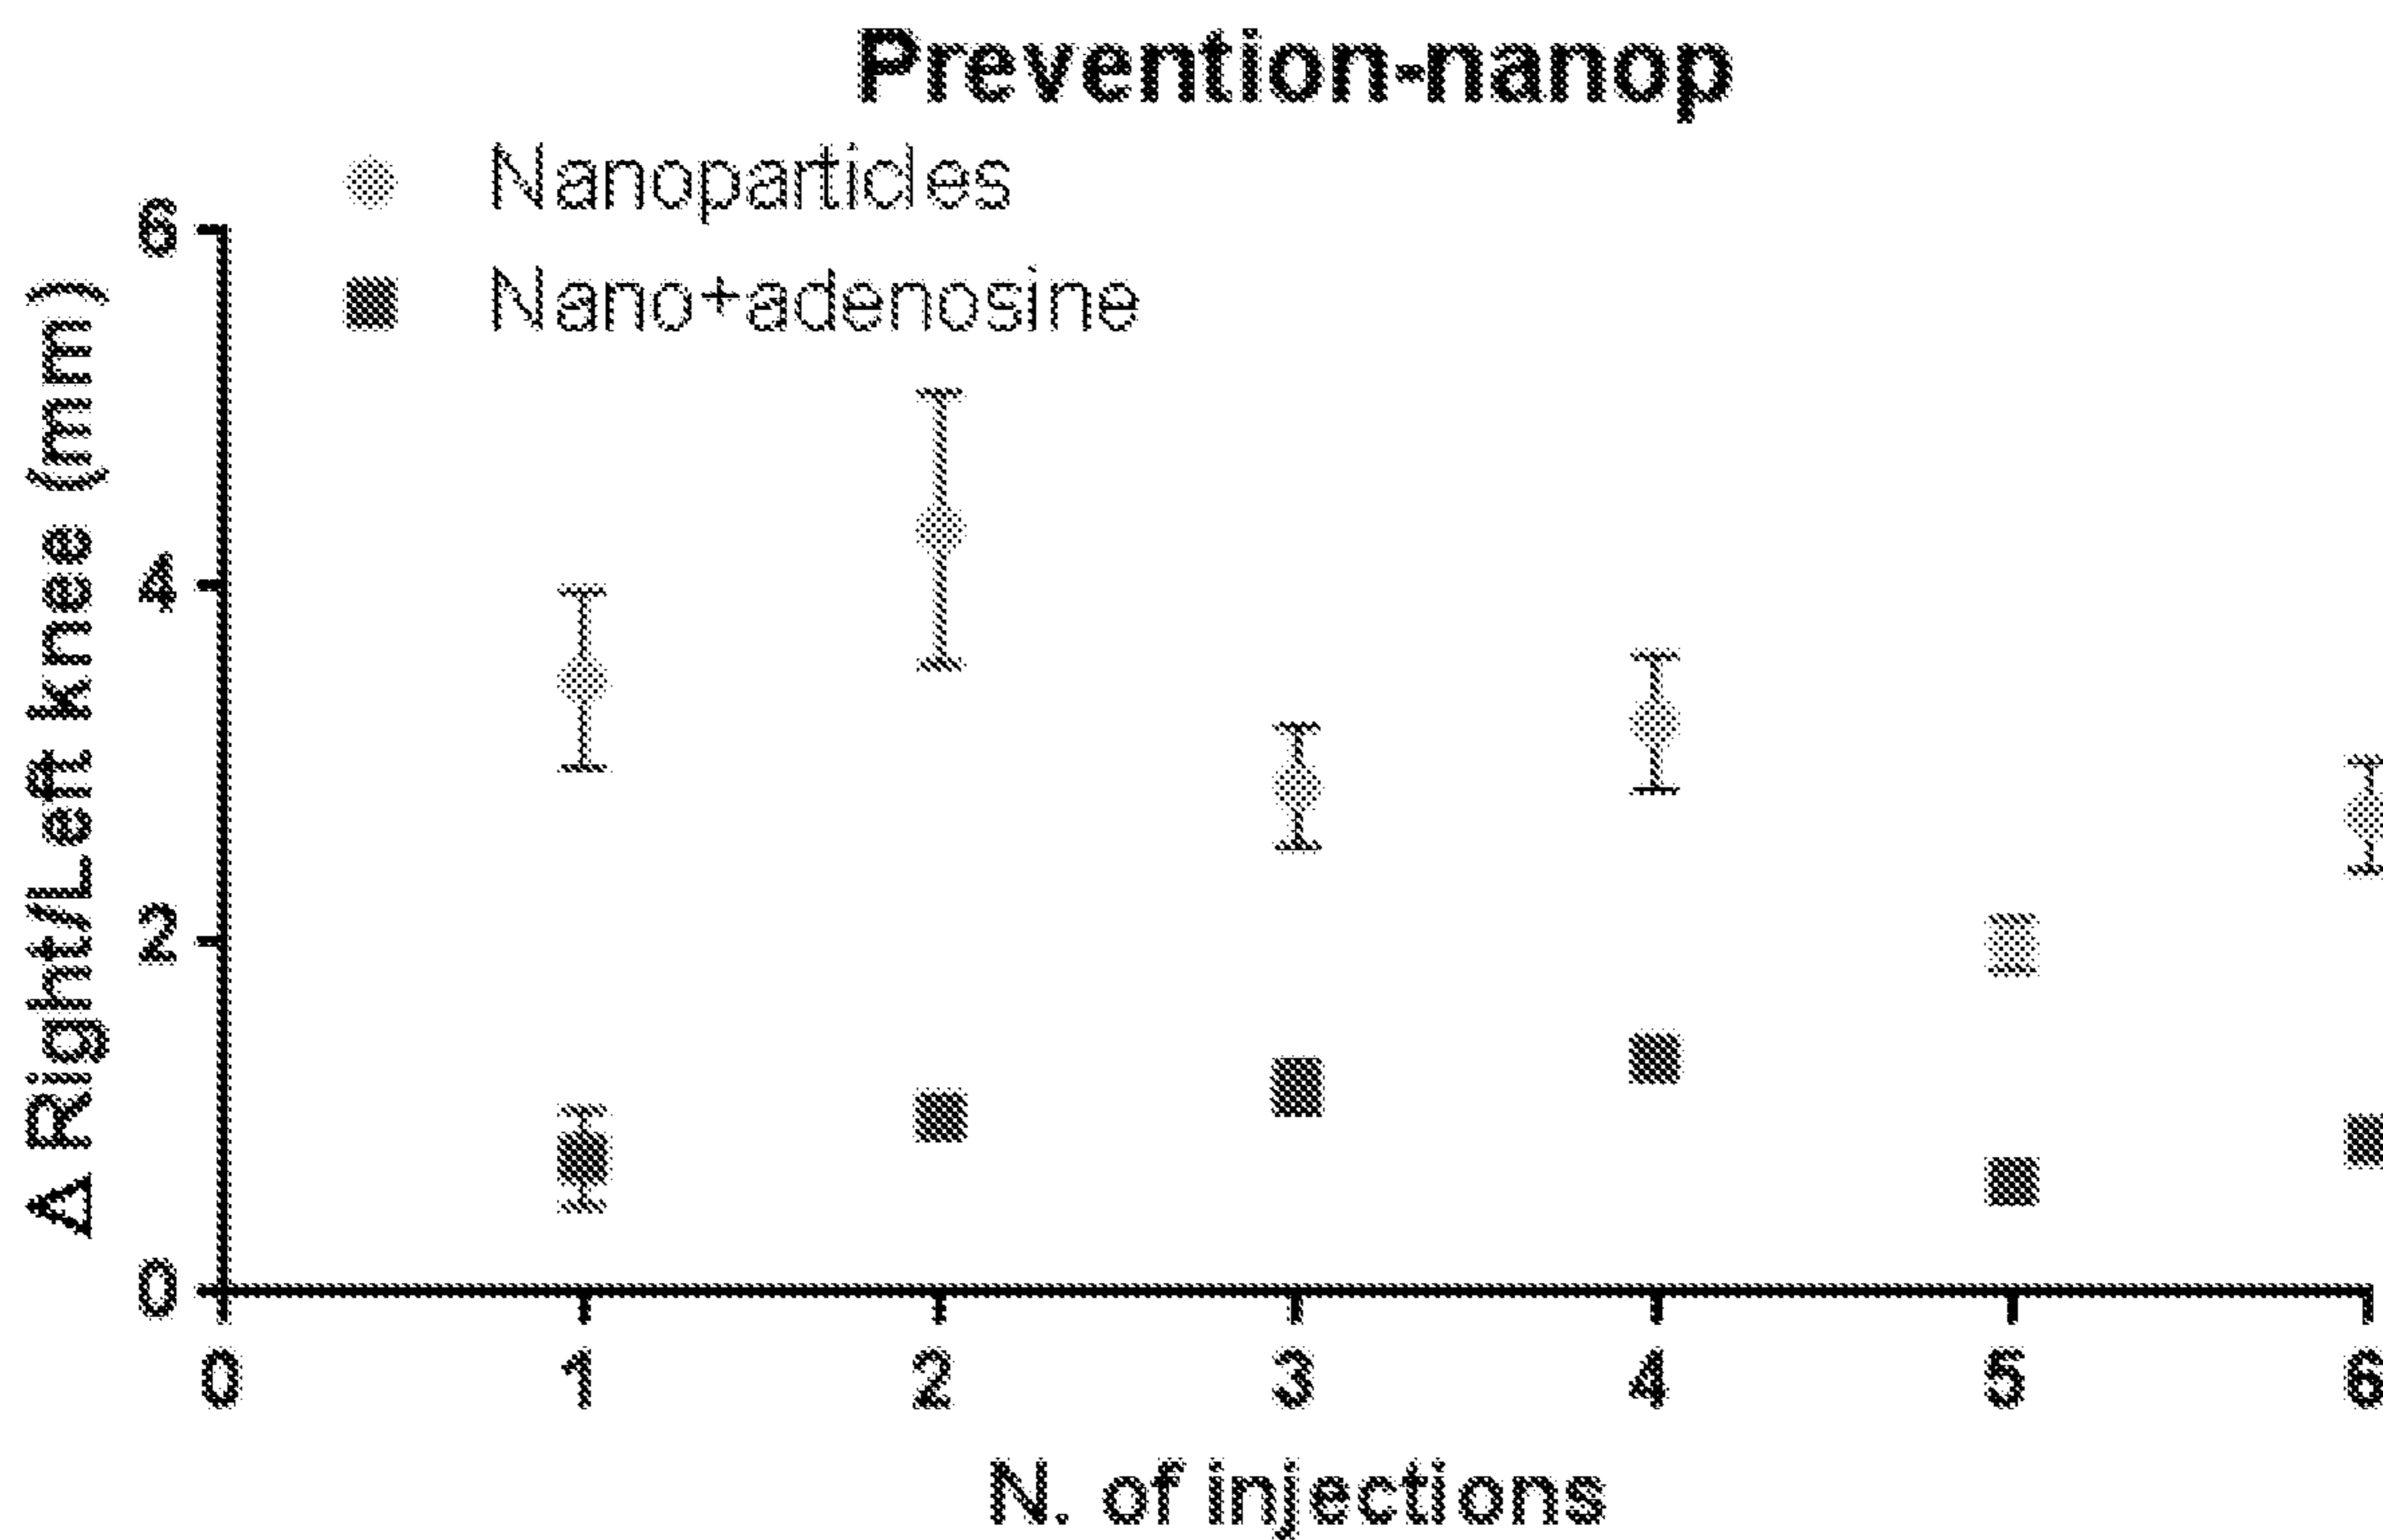 Prevention-nanop
Nanoparticles
Nano+adenosine
Δ Right/Left knee (mm)
6
4
2
0
0 1 2 3 4 5 6
N. of injections